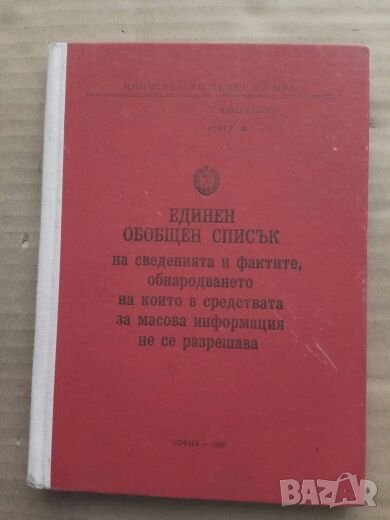 МИНИСТЕРСКИ СЪВЕТ НА НРБ
ЕДИНЕН
ОБОБЩЕН СПИСЪК
на сведенията и фактите,
обнародването
на които в средствата
за масова информация
не се разрешава
СОФИЯ —
BAZAR